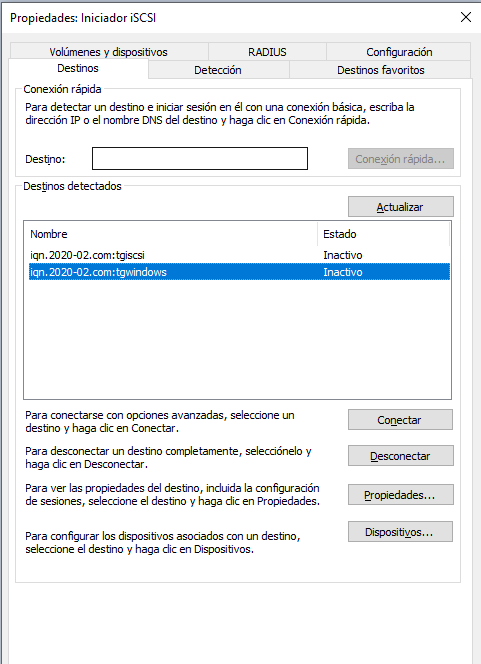 Propiedades: Iniciador iSCSI
Volúmenes y dispositivos
RADIUS
Configuración
Destinos
Detección
Destinos favoritos
Conexión rápida
Para detectar un destino e iniciar sesión en él con una conexión básica, escriba la
dirección IP o el nombre DNS del destino y haga clic en Conexión rápida.
Destino:
Conexión rápida...
Destinos detectados
Actualizar
Nombre
Estado
iqn.2020-02.com:tgiscsi
Inactivo
iqn.2020-02.com:tgwindows
Inactivo
Para conectarse con opciones avanzadas, seleccione un
destino y haga clic en Conectar.
Conectar
Para desconectar un destino completamente, selecciónelo y
haga clic en Desconectar.
Desconectar
Para ver las propiedades del destino, incluida la configuración
de sesiones, seleccione el destino y haga clic en Propiedades.
Propiedades...
Para configurar los dispositivos asociados con un destino,
seleccione el destino y haga clic en Dispositivos.
Dispositivos...